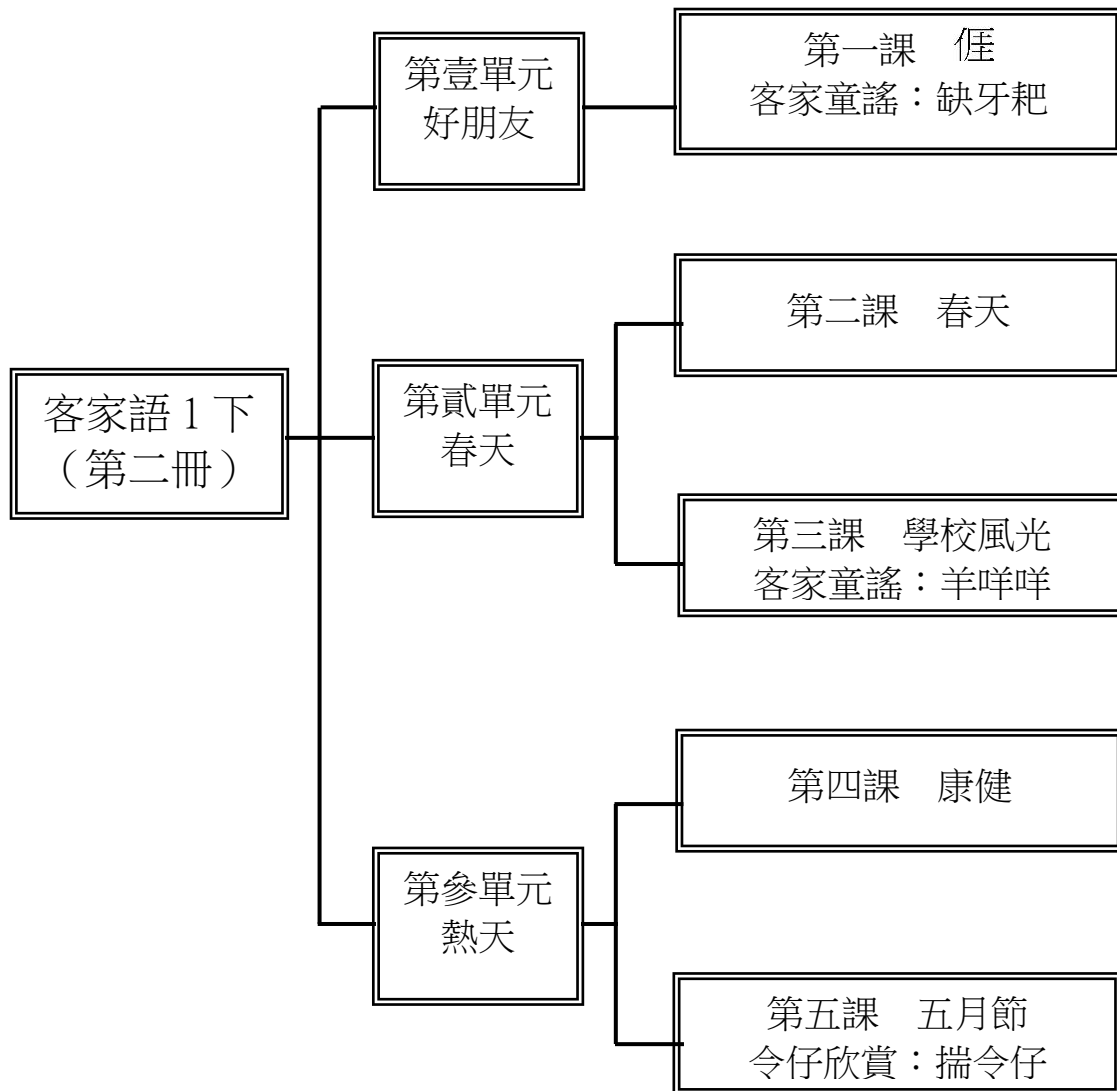 客家語1下
（第二冊）
第壹單元
好朋友
第一課　𠊎
客家童謠：缺牙耙
第貳單元
春天
第二課　春天
第三課　學校風光
客家童謠：羊咩咩
第參單元
熱天
第四課　康健
第五課　五月節
令仔欣賞：揣令仔